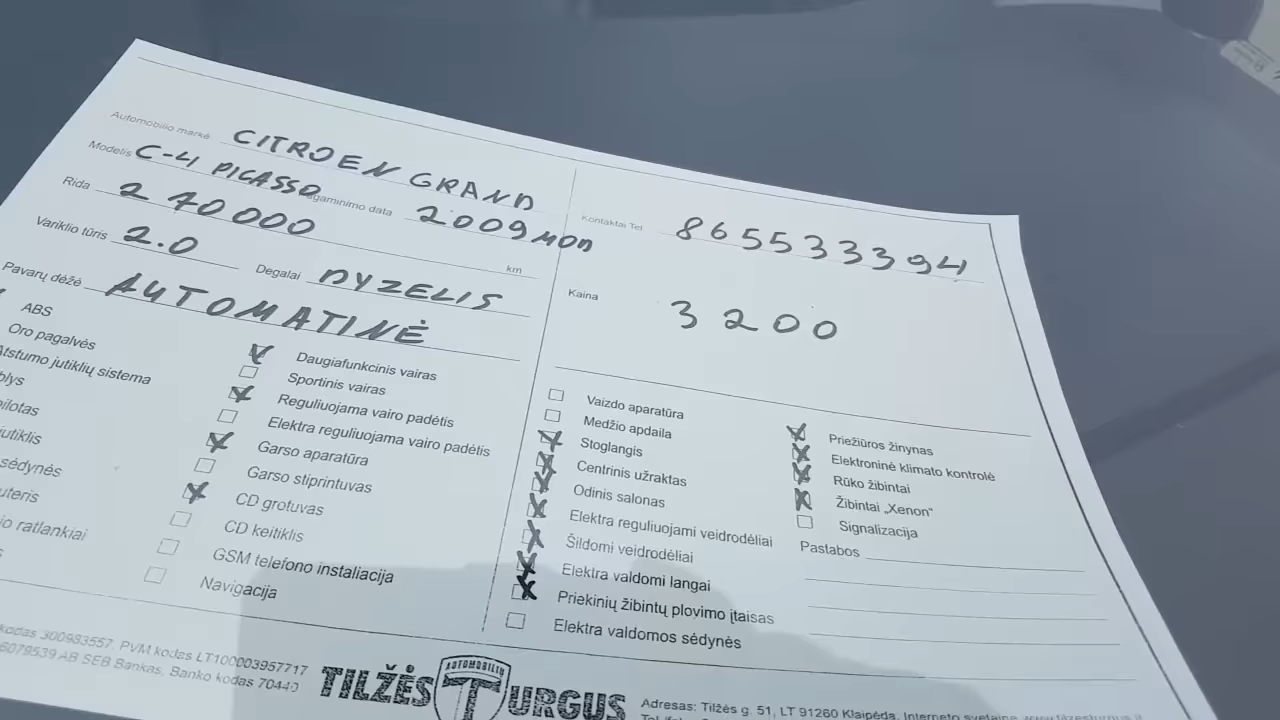 Automobilio markė CITROEN GRAND
Modelis C-4 PICASSO
Pagaminimo data 2009 MOD
Rida 270000 km
Variklio tūris 2.0 Degalai DYZELIS
Pavarų dėžė AUTOMATINĖ
Kontaktai Tel. 865533394
Kaina 3200
ABS
Oro pagalvės
Atstumo jutiklių sistema
Daugiafunkcinis vairas
Sportinis vairas
Reguliuojama vairo padėtis
Elektra reguliuojama vairo padėtis
Garso aparatūra
Garso stiprintuvas
CD grotuvas
CD keitiklis
GSM telefono instaliacija
Navigacija
Vaizdo aparatūra
Medžio apdaila
Stoglangis
Centrinis užraktas
Odinis salonas
Elektra reguliuojami veidrodėliai
Šildomi veidrodėliai
Elektra valdomi langai
Priekinių žibintų plovimo įtaisas
Elektra valdomos sėdynės
Priežiūros žinynas
Elektroninė klimato kontrolė
Rūko žibintai
Žibintai „Xenon"
Signalizacija
Pastabos
kodas 300983557, PVM kodas LT100003957717
AB SEB Bankas, Banko kodas 70440
TILŽĖS TURGUS
AUTOMOBILIŲ
Adresas: Tilžės g. 51, LT 91260 Klaipėda, Interneto svetainė